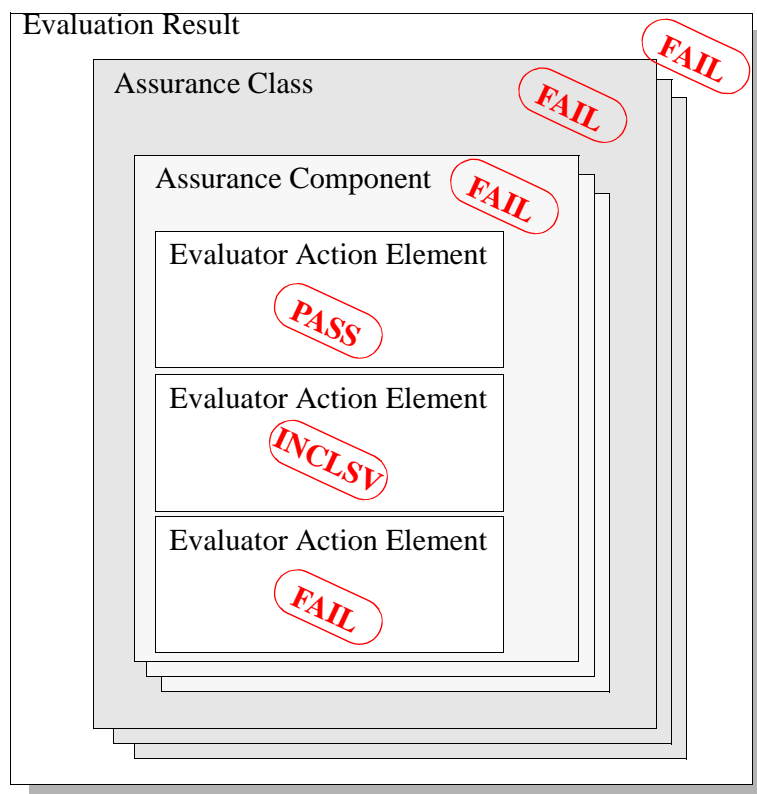 Evaluation Result
FAIL
Assurance Class
FAIL
Assurance Component
FAIL
Evaluator Action Element
PASS
Evaluator Action Element
INCLSV
Evaluator Action Element
FAIL